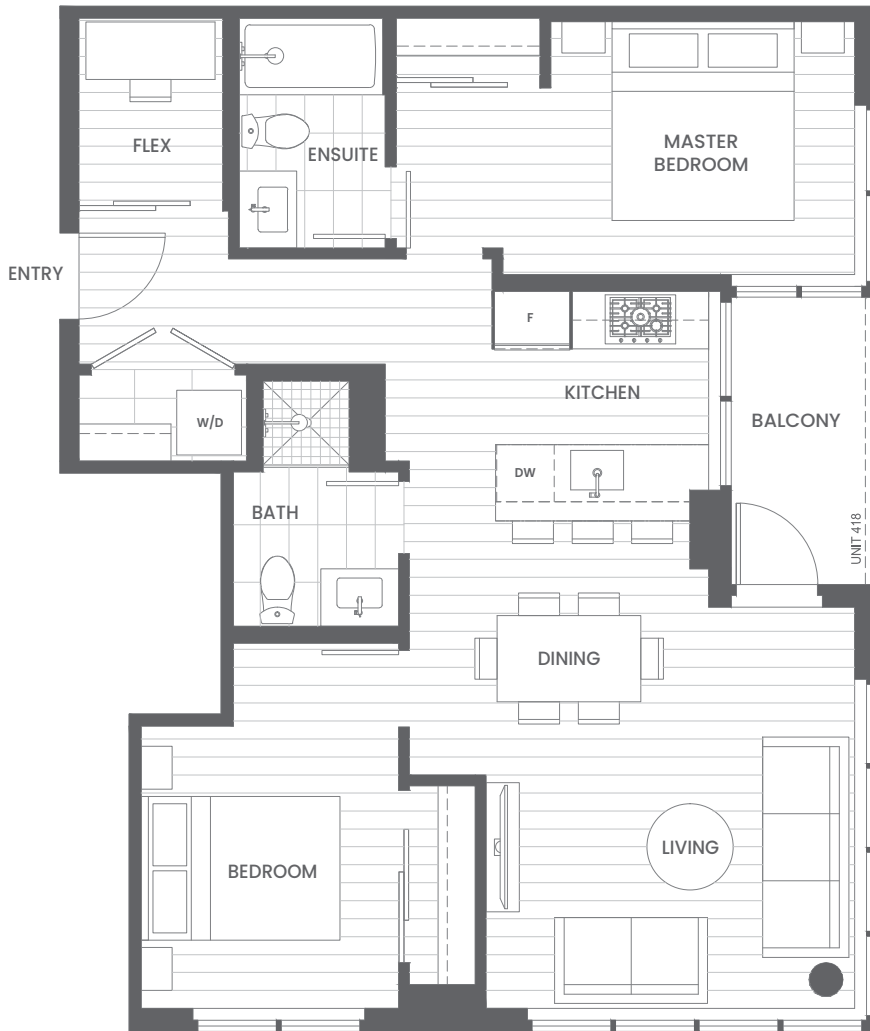 FLEX
ENSUITE
MASTER
BEDROOM
ENTRY
F
KITCHEN
BALCONY
W/D
DW
BATH
UNIT 418
DINING
LIVING
BEDROOM